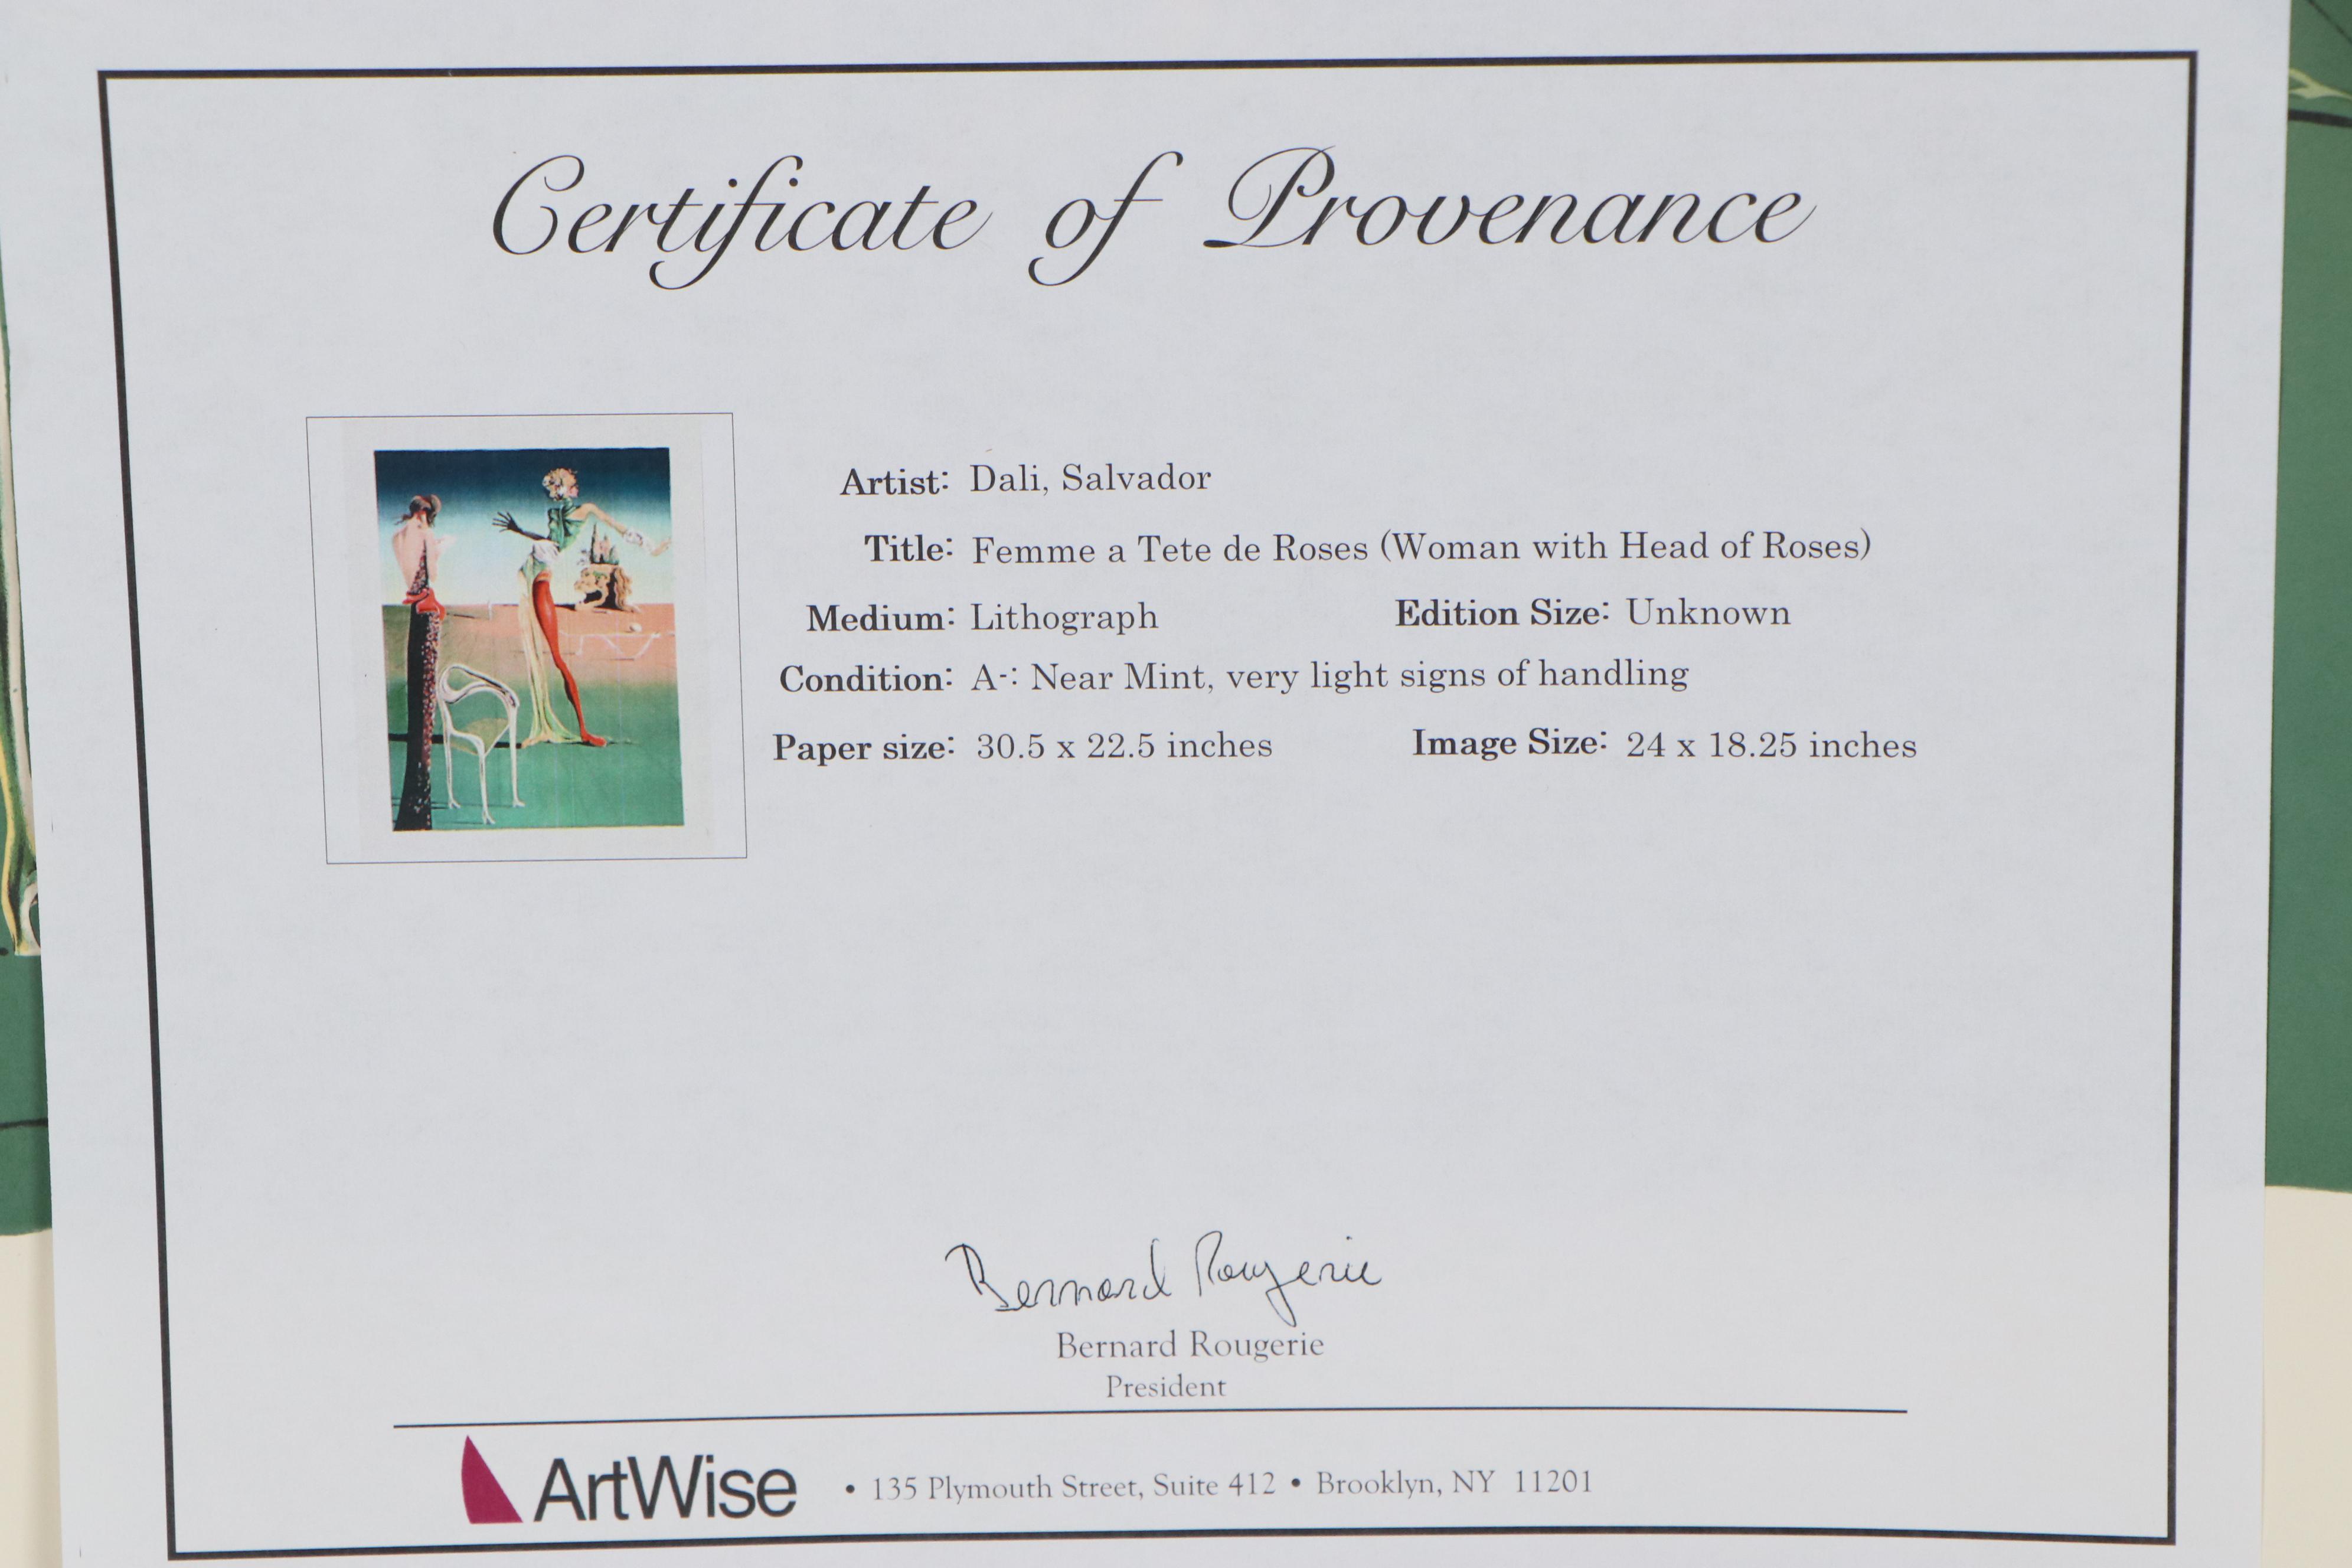 Certificate of Provenance
Artist: Dali, Salvador
Title: Femme a Tete de Roses (Woman with Head of Roses)
Medium: Lithograph Edition Size: Unknown
Condition: A-: Near Mint, very light signs of handling
Paper size: 30.5 x 22.5 inches Image Size: 24 x 18.25 inches
Bernard Rougerie
Bernard Rougerie
President
ArtWise • 135 Plymouth Street, Suite 412 • Brooklyn, NY 11201